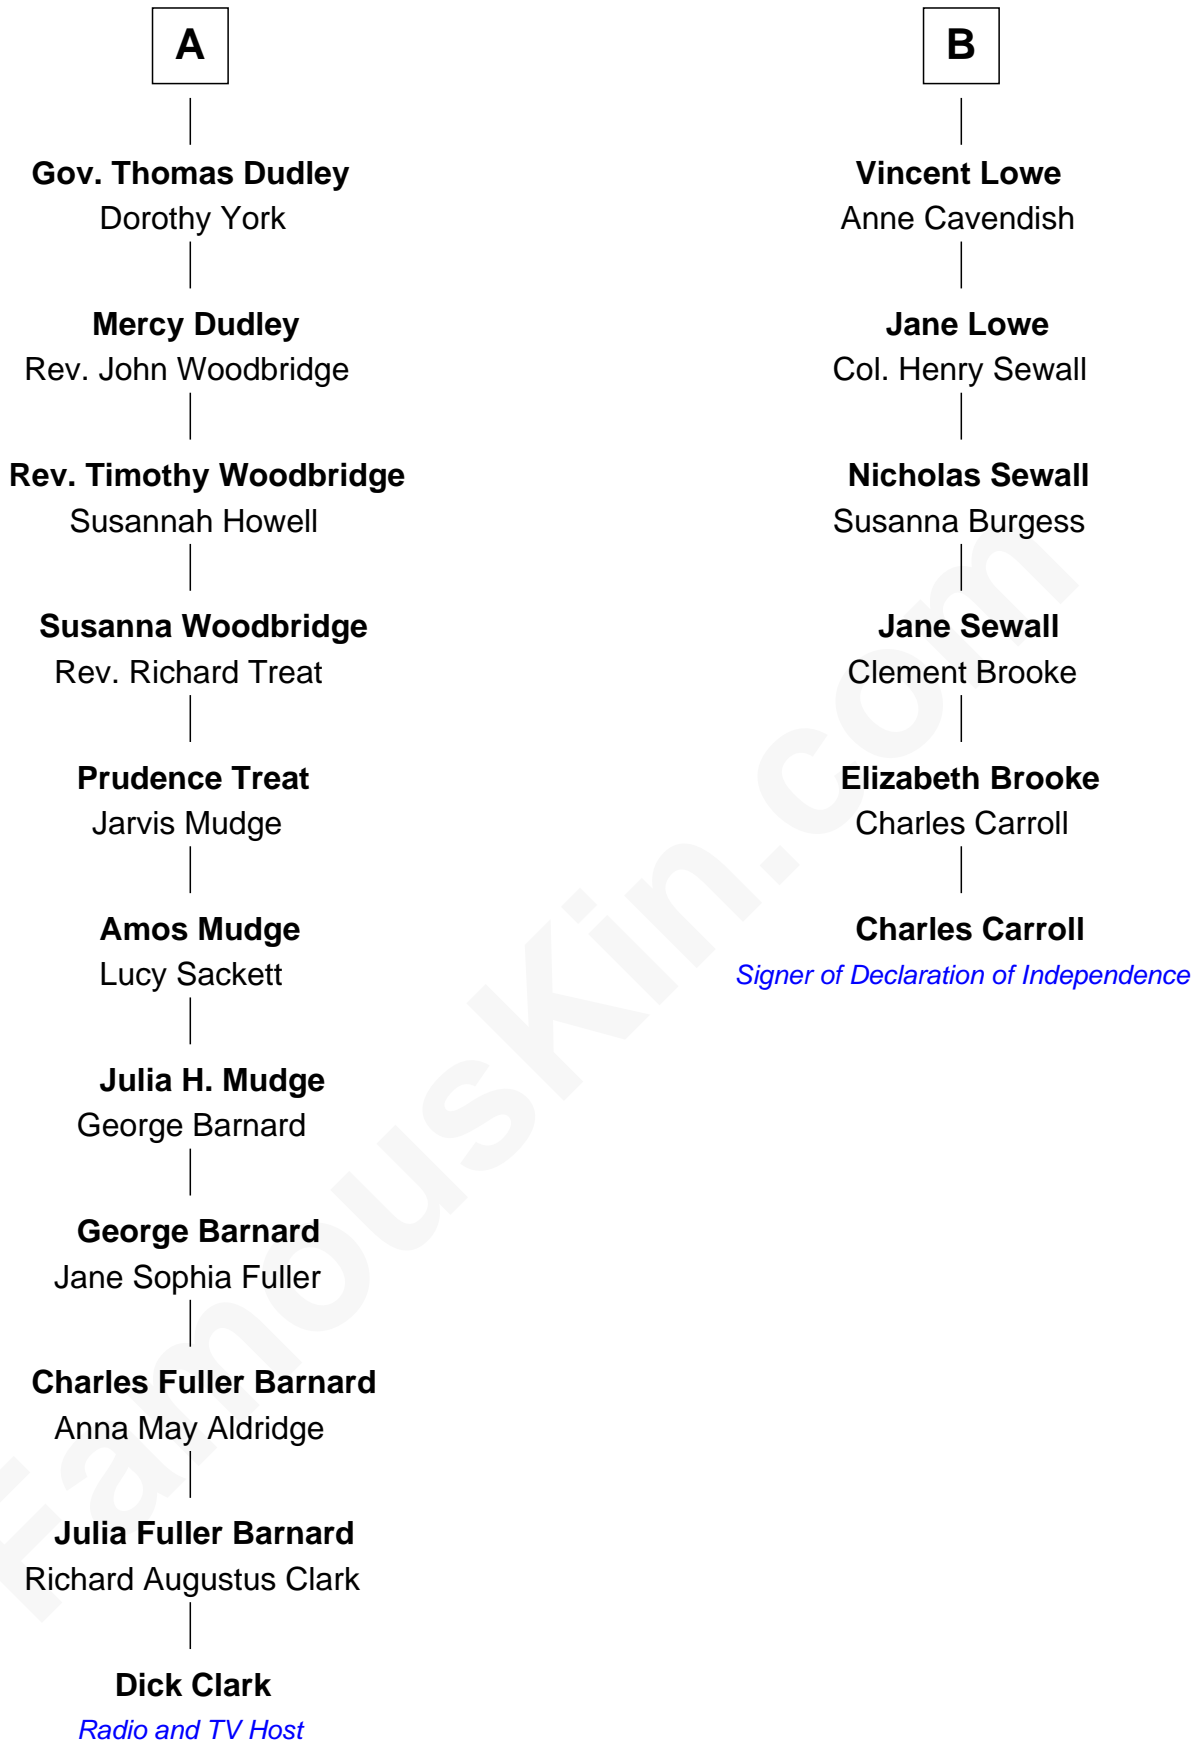 A
Gov. Thomas Dudley
Dorothy York
Mercy Dudley
Rev. John Woodbridge
Rev. Timothy Woodbridge
Susannah Howell
Susanna Woodbridge
Rev. Richard Treat
Prudence Treat
Jarvis Mudge
Amos Mudge
Lucy Sackett
Julia H. Mudge
George Barnard
George Barnard
Jane Sophia Fuller
Charles Fuller Barnard
Anna May Aldridge
Julia Fuller Barnard
Richard Augustus Clark
Dick Clark
Radio and TV Host
B
Vincent Lowe
Anne Cavendish
Jane Lowe
Col. Henry Sewall
Nicholas Sewall
Susanna Burgess
Jane Sewall
Clement Brooke
Elizabeth Brooke
Charles Carroll
Charles Carroll
Signer of Declaration of Independence
FamousKin.com